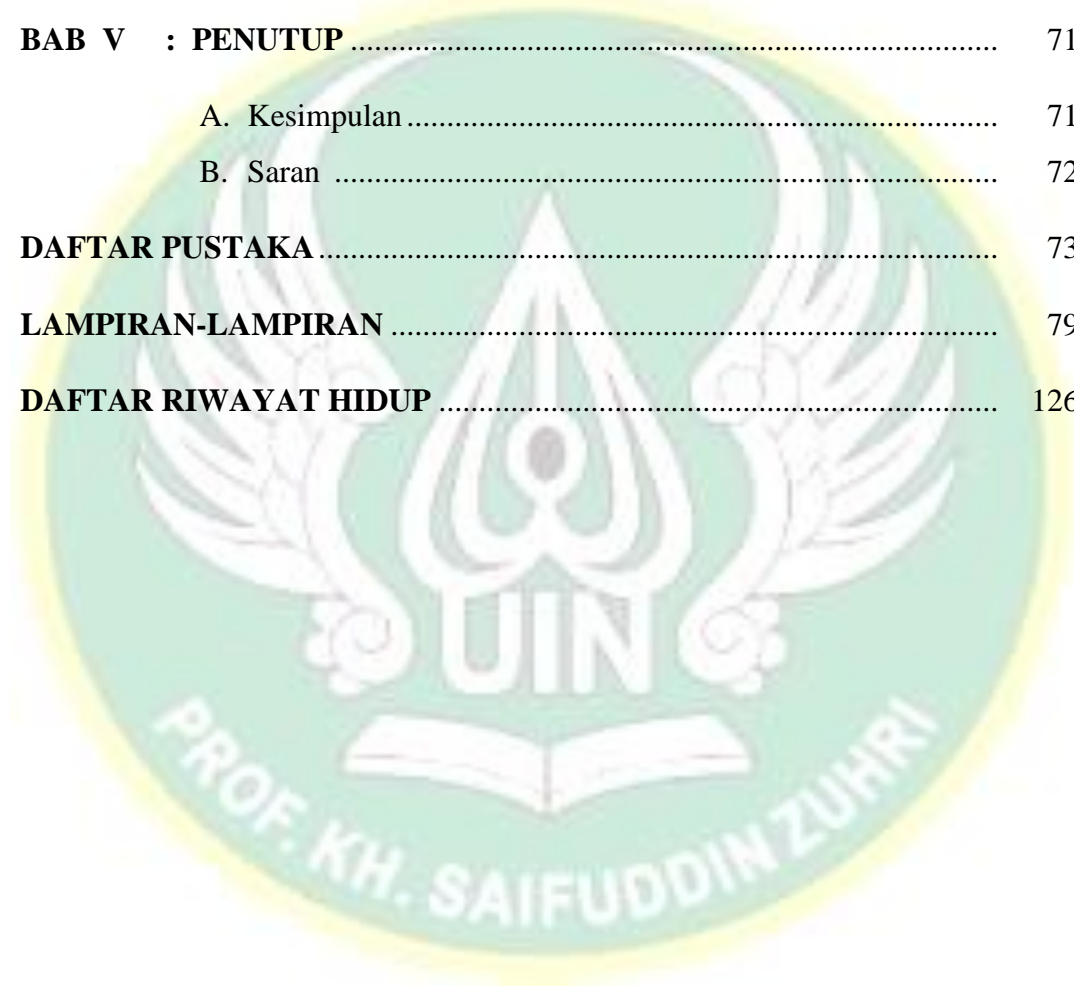 BAB V : PENUTUP ................................................................................. 71
A. Kesimpulan .......................................................................... 71
B. Saran ................................................................................... 72
DAFTAR PUSTAKA ..................................................................................... 73
LAMPIRAN-LAMPIRAN ............................................................................ 79
DAFTAR RIWAYAT HIDUP ...................................................................... 126
UIN
PROF. KH. SAIFUDDIN ZUHRI